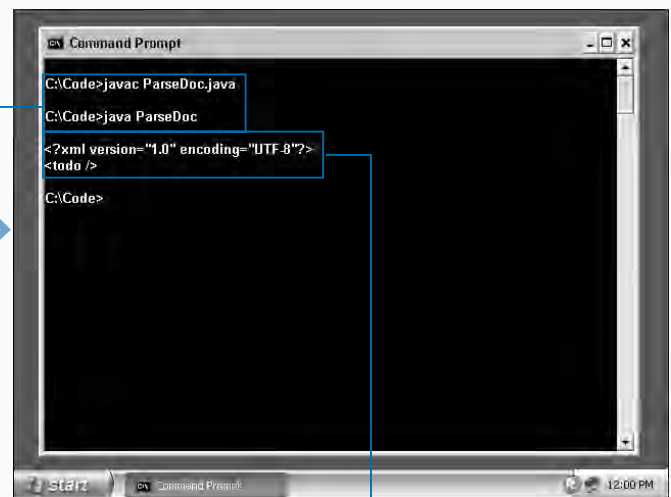 Command Prompt
C:\Code>javac ParseDoc.java
C:\Code>java ParseDoc
<?xml version="1.0" encoding="UTF-8"?>
<todo />
C:\Code>
start
Command Prompt
12:00 PM